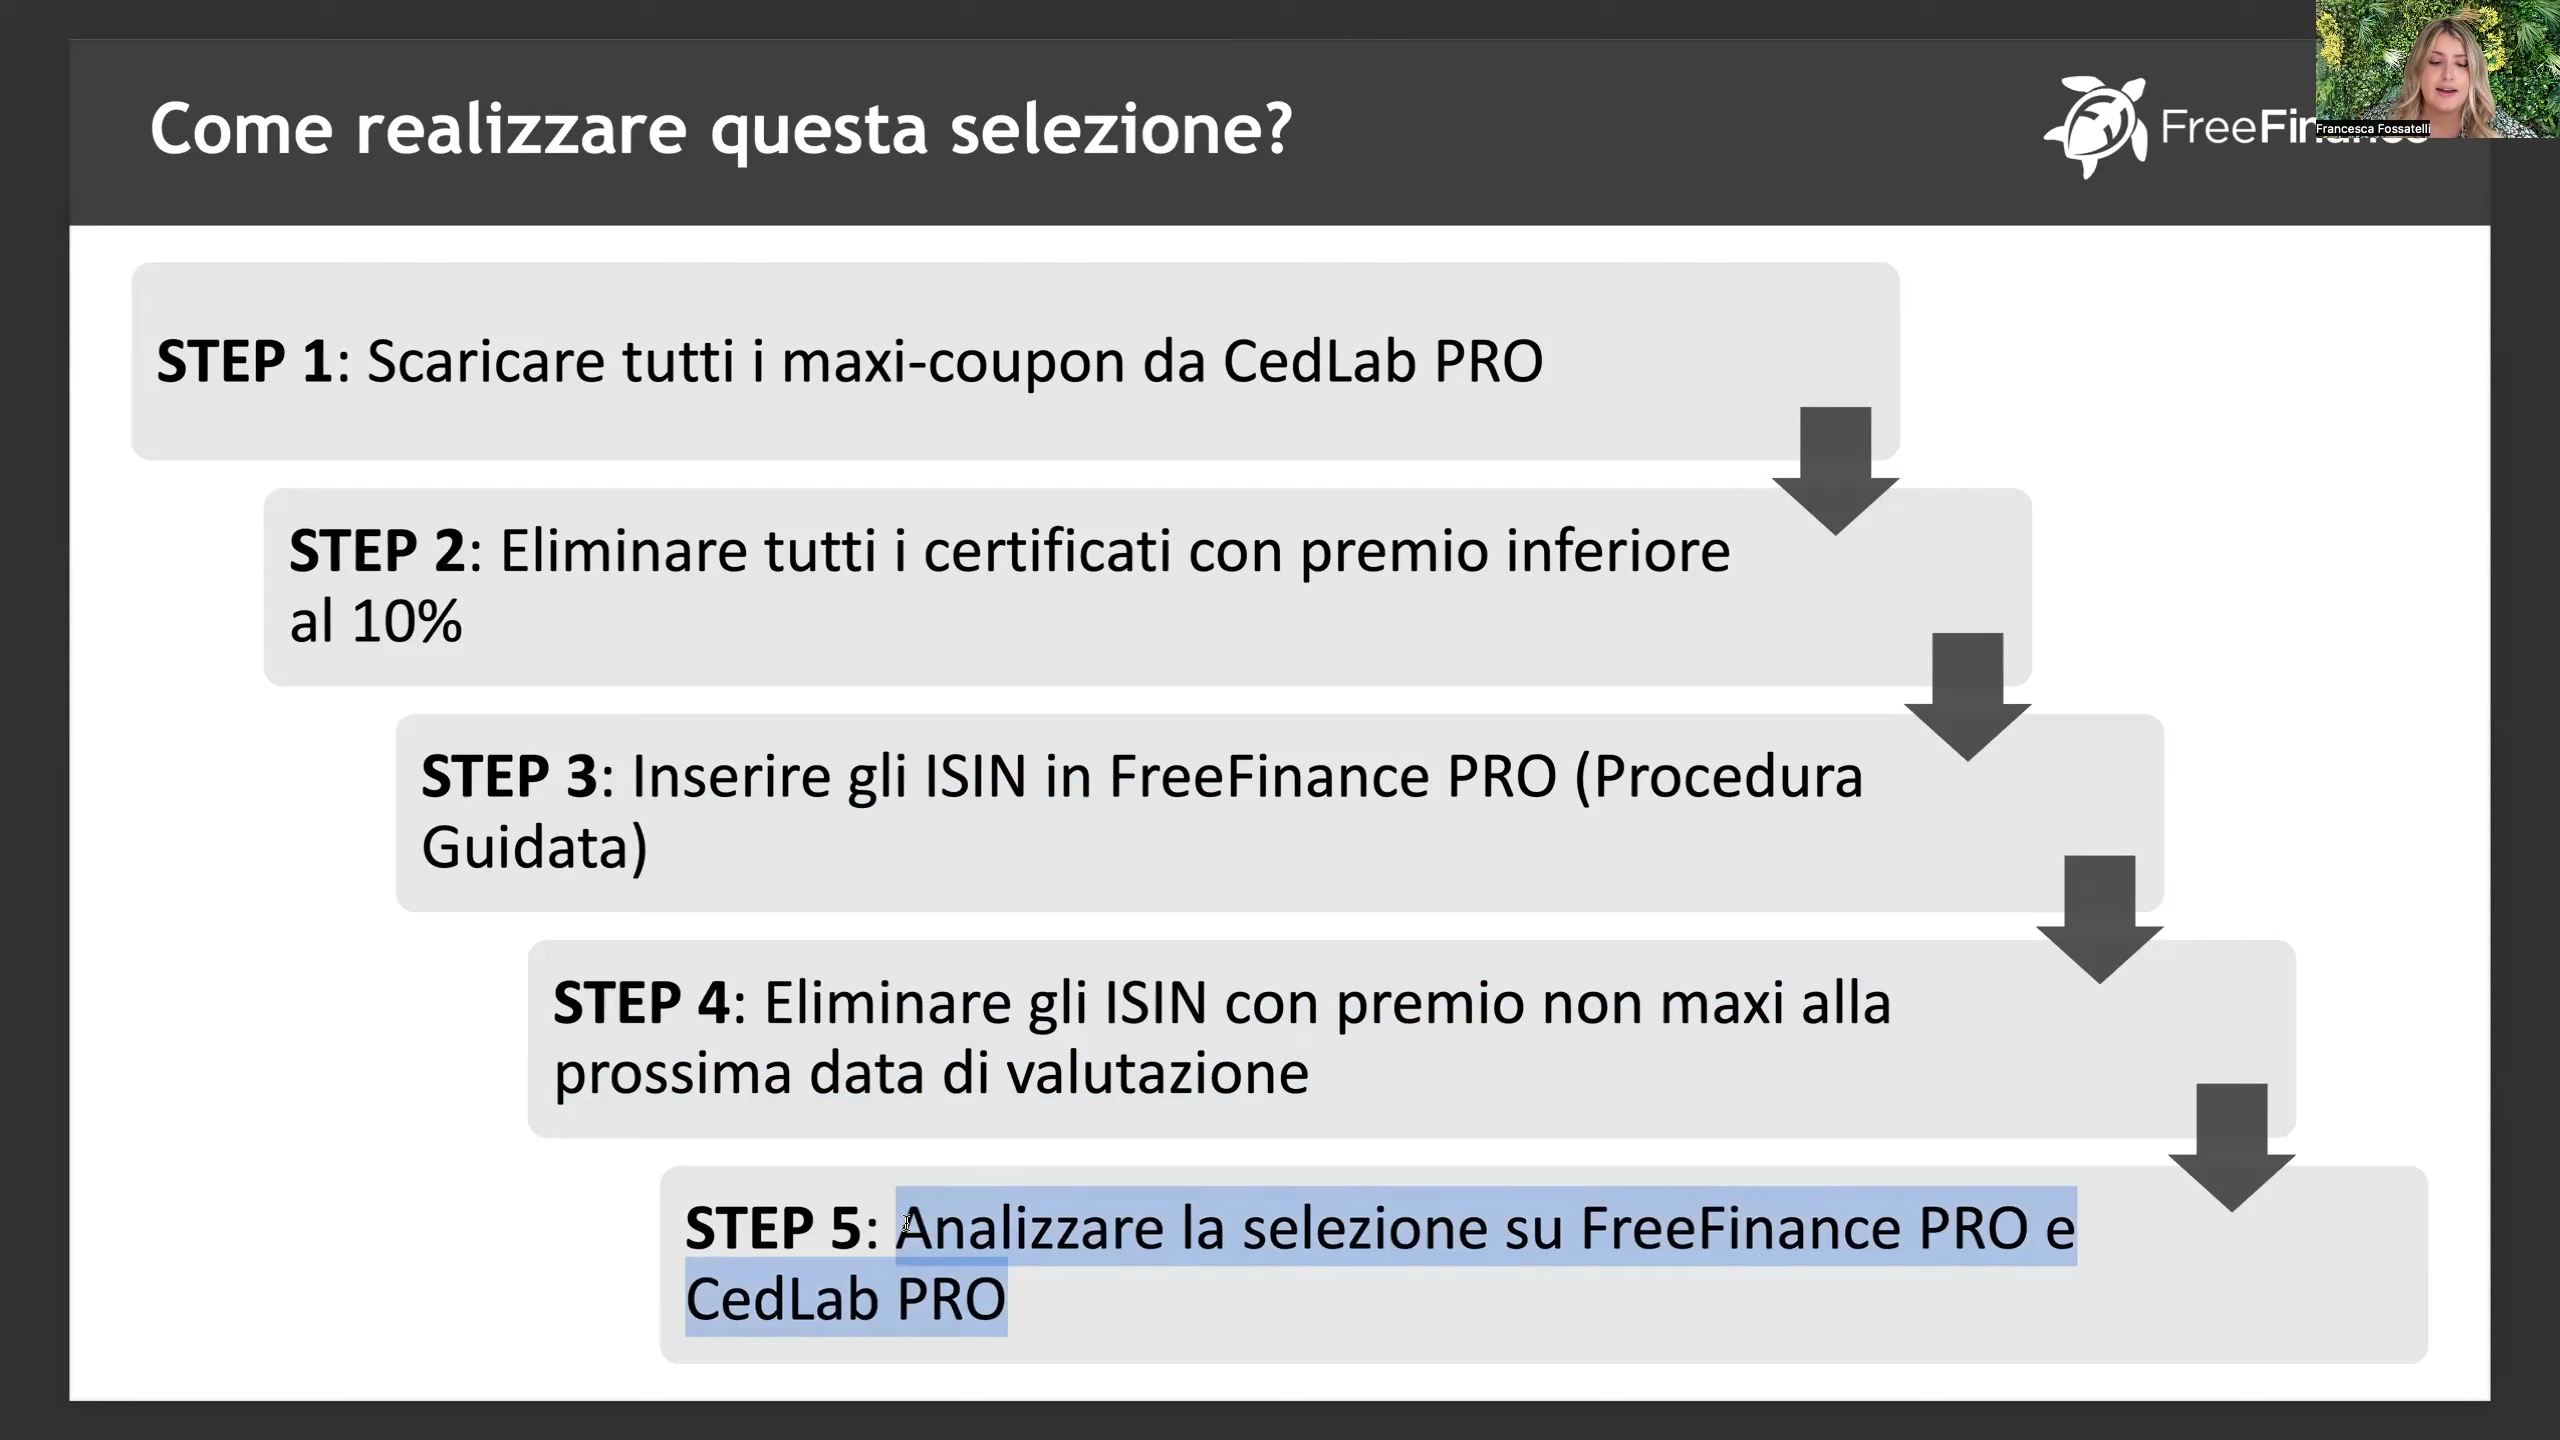 Come realizzare questa selezione?
FreeFinance
Francesca Fossatelli
STEP 1: Scaricare tutti i maxi-coupon da CedLab PRO
STEP 2: Eliminare tutti i certificati con premio inferiore
al 10%
STEP 3: Inserire gli ISIN in FreeFinance PRO (Procedura
Guidata)
STEP 4: Eliminare gli ISIN con premio non maxi alla
prossima data di valutazione
STEP 5: Analizzare la selezione su FreeFinance PRO e
CedLab PRO